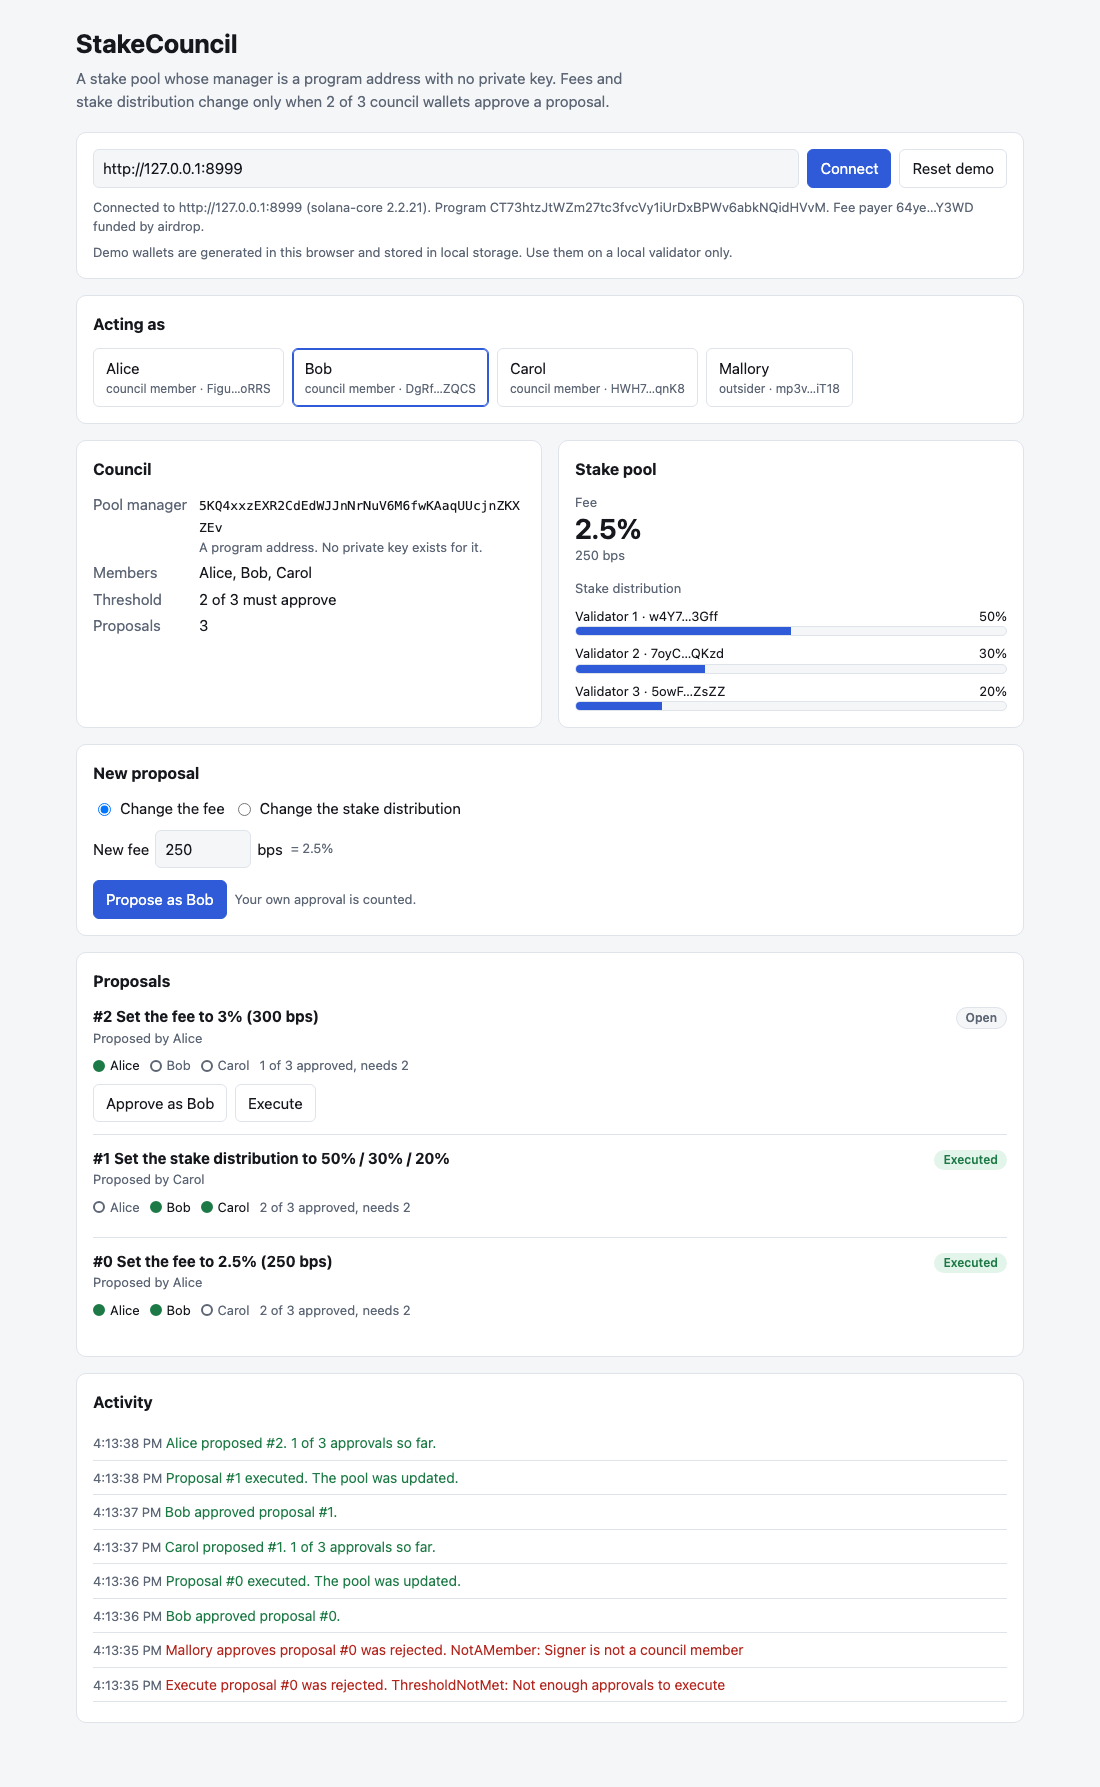 StakeCouncil
A stake pool whose manager is a program address with no private key. Fees and
stake distribution change only when 2 of 3 council wallets approve a proposal.
http://127.0.0.1:8999
Connect
Reset demo
Connected to http://127.0.0.1:8999 (solana-core 2.2.21). Program CT73htzJtWZm27tc3fvcVy1iUrDxBPWv6abkNQidHVvM. Fee payer 64ye…Y3WD
funded by airdrop.
Demo wallets are generated in this browser and stored in local storage. Use them on a local validator only.
Acting as
Alice
council member · Figu…oRRS
Bob
council member · DgRf…ZQCS
Carol
council member · HWH7…qnK8
Mallory
outsider · mp3v…iT18
Council
Pool manager 5KQ4xxzEXR2CdEdWJJnNrNuV6M6fwKAaqUUcjnZKX
ZEv
A program address. No private key exists for it.
Members Alice, Bob, Carol
Threshold 2 of 3 must approve
Proposals 3
Stake pool
Fee
2.5%
250 bps
Stake distribution
Validator 1 · w4Y7…3Gff 50%
Validator 2 · 7oyC…QKzd 30%
Validator 3 · 5owF…ZsZZ 20%
New proposal
Change the fee Change the stake distribution
New fee 250 bps = 2.5%
Propose as Bob Your own approval is counted.
Proposals
#2 Set the fee to 3% (300 bps) Open
Proposed by Alice
Alice Bob Carol 1 of 3 approved, needs 2
Approve as Bob Execute
#1 Set the stake distribution to 50% / 30% / 20% Executed
Proposed by Carol
Alice Bob Carol 2 of 3 approved, needs 2
#0 Set the fee to 2.5% (250 bps) Executed
Proposed by Alice
Alice Bob Carol 2 of 3 approved, needs 2
Activity
4:13:38 PM Alice proposed #2. 1 of 3 approvals so far.
4:13:38 PM Proposal #1 executed. The pool was updated.
4:13:37 PM Bob approved proposal #1.
4:13:37 PM Carol proposed #1. 1 of 3 approvals so far.
4:13:36 PM Proposal #0 executed. The pool was updated.
4:13:36 PM Bob approved proposal #0.
4:13:35 PM Mallory approves proposal #0 was rejected. NotAMember: Signer is not a council member
4:13:35 PM Execute proposal #0 was rejected. ThresholdNotMet: Not enough approvals to execute